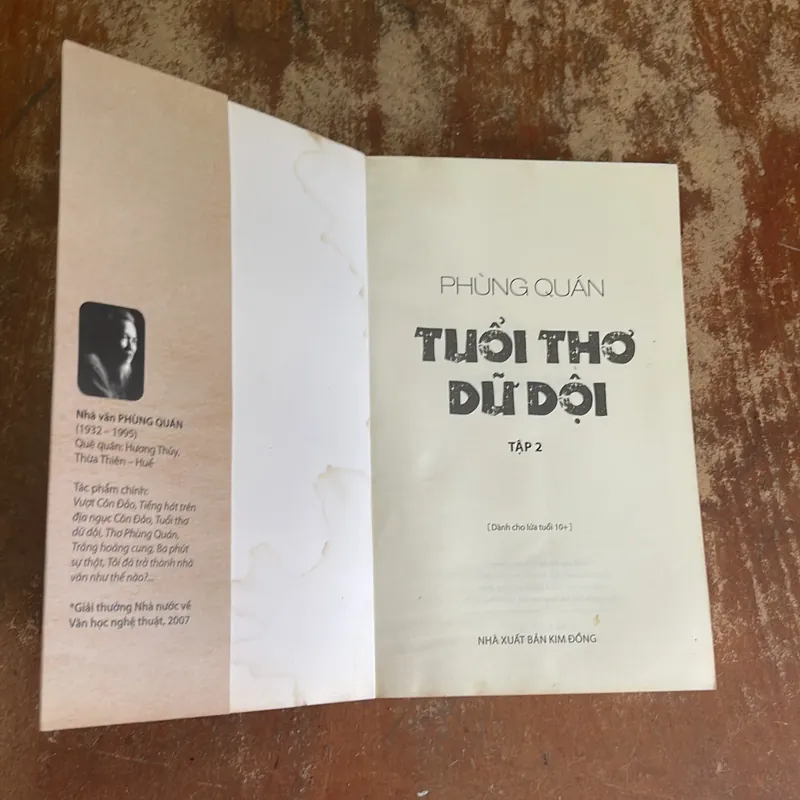 Nhà văn PHÙNG QUÁN
(1932 – 1995)
Quê quán: Hương Thủy,
Thừa Thiên – Huế
Tác phẩm chính:
Vượt Côn Đảo, Tiếng hát trên
địa ngục Côn Đảo, Tuổi thơ
dữ dội, Thơ Phùng Quán,
Trăng hoàng cung, Ba phút
sự thật, Tôi đã trở thành nhà
văn như thế nào?...
*Giải thưởng Nhà nước về
Văn học nghệ thuật, 2007
PHÙNG QUÁN
TUỔI THƠ
DỮ DỘI
TẬP 2
[ Dành cho lứa tuổi 10+ ]
NHÀ XUẤT BẢN KIM ĐỒNG